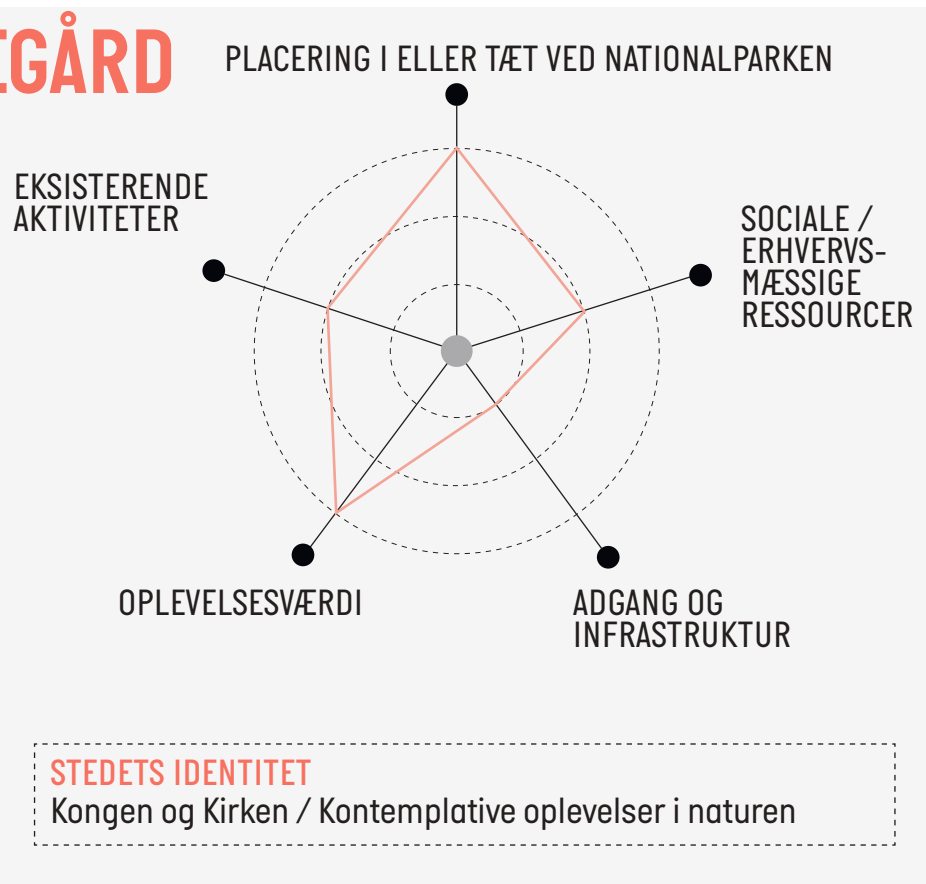 EGÅRD
PLACERING I ELLER TÆT VED NATIONALPARKEN
EKSISTERENDE
AKTIVITETER
SOCIALE /
ERHVERVS-
MÆSSIGE
RESSOURCER
OPLEVELSESVÆRDI
ADGANG OG
INFRASTRUKTUR
STEDETS IDENTITET
Kongen og Kirken / Kontemplative oplevelser i naturen